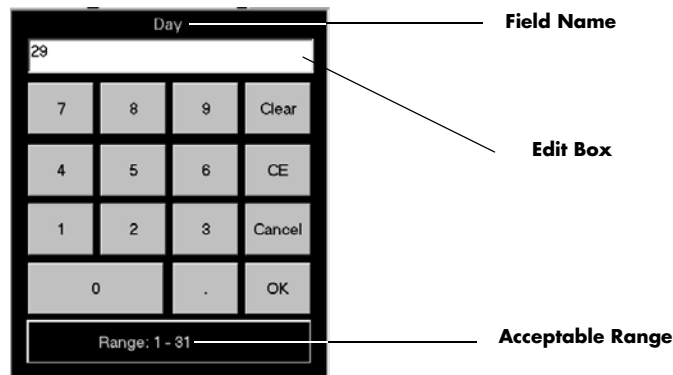 Day
Field Name
29
7 8 9 Clear
Edit Box
4 5 6 CE
1 2 3 Cancel
0 . OK
Range: 1 - 31
Acceptable Range